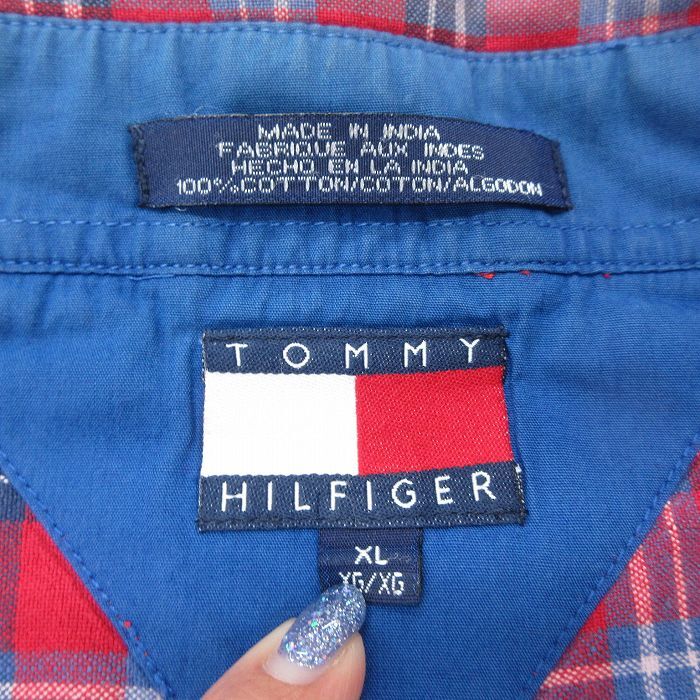 MADE IN INDIA
FABRIQUE AUX INDES
HECHO EN LA INDIA
100%COTTON/COTON/ALGODON
TOMMY
HILFIGER
XL
XG/XG